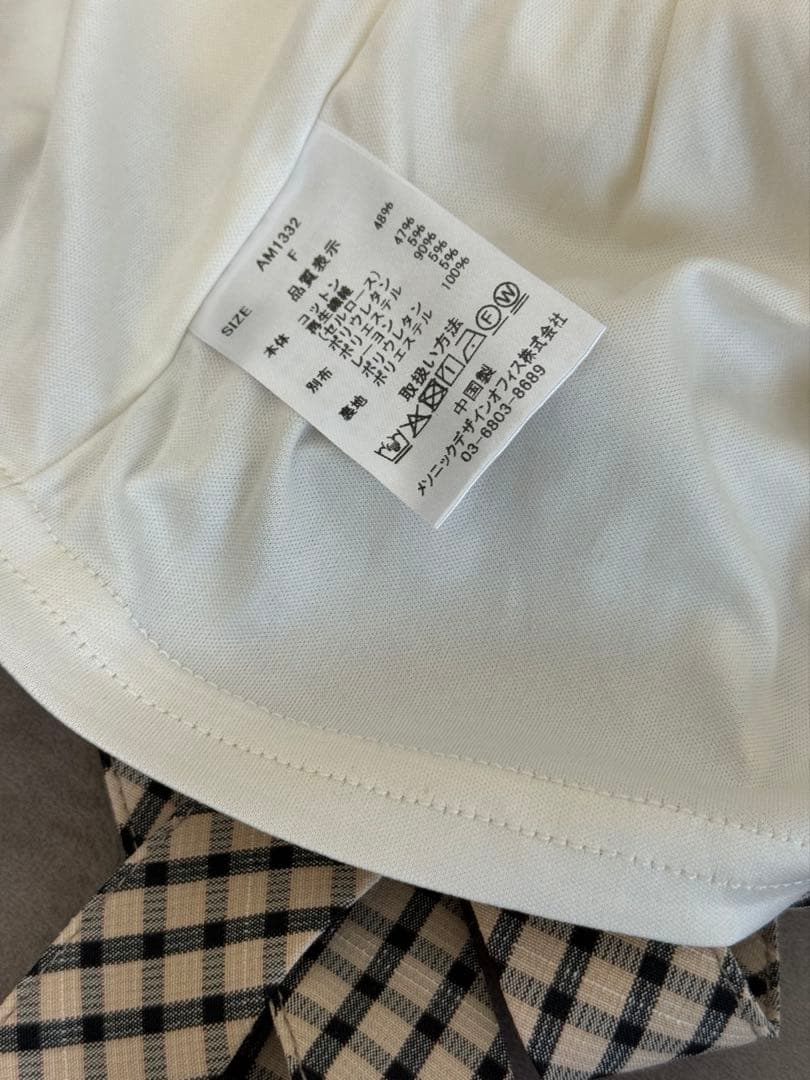 AM1332
SIZE F
品質表示
本体 コットン 48%
再生繊維
(セルロース) 47%
ポリウレタン 5%
別布 ポリエステル 90%
レーヨン 5%
ポリウレタン 5%
裏地 ポリエステル 100%
取扱い方法
F W
中国製
メソニックデザインオフィス株式会社
03-6803-8689